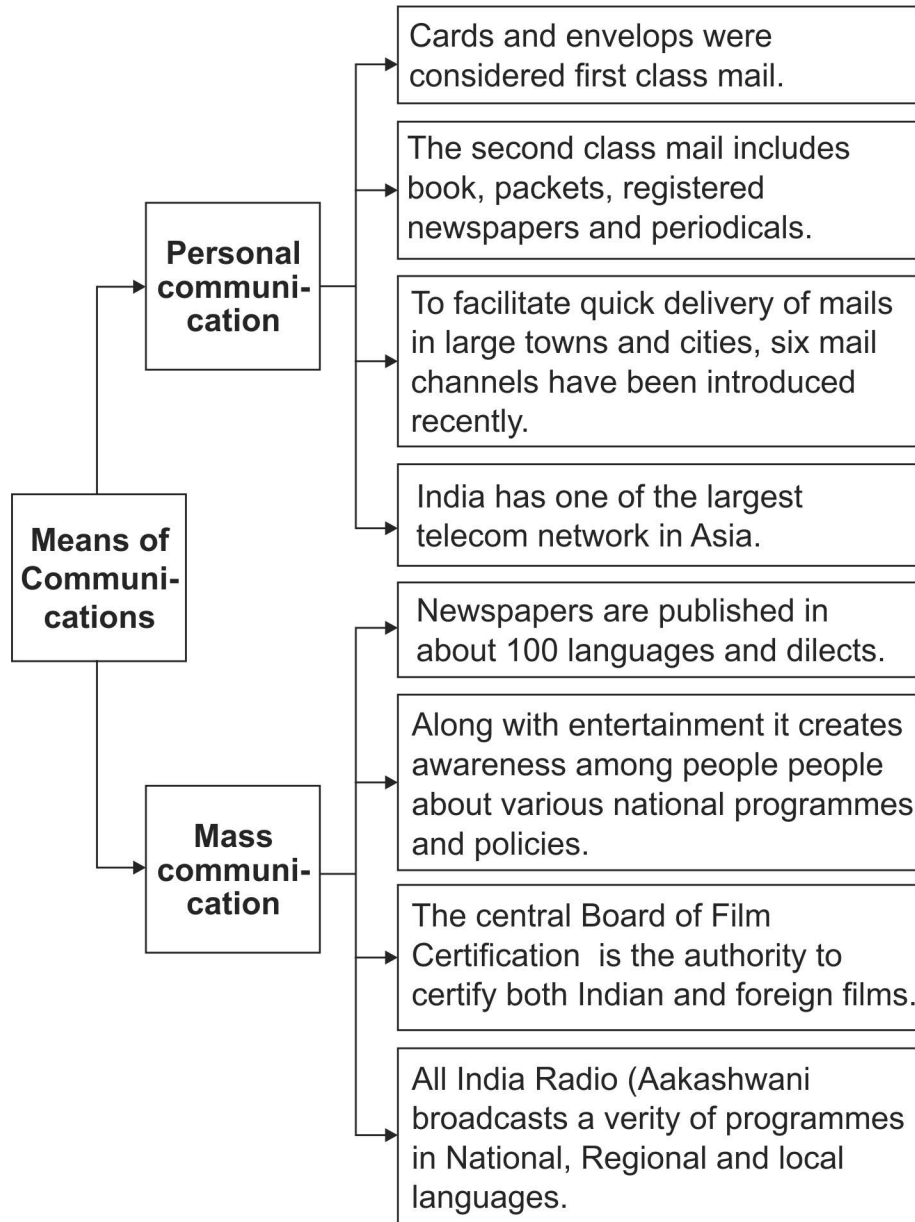 Cards and envelops were
considered first class mail.
The second class mail includes
book, packets, registered
newspapers and periodicals.
Personal
communi-
cation
To facilitate quick delivery of mails
in large towns and cities, six mail
channels have been introduced
recently.
India has one of the largest
telecom network in Asia.
Means of
Communi-
cations
Newspapers are published in
about 100 languages and dilects.
Along with entertainment it creates
awareness among people people
about various national programmes
and policies.
Mass
communi-
cation
The central Board of Film
Certification is the authority to
certify both Indian and foreign films.
All India Radio (Aakashwani
broadcasts a verity of programmes
in National, Regional and local
languages.